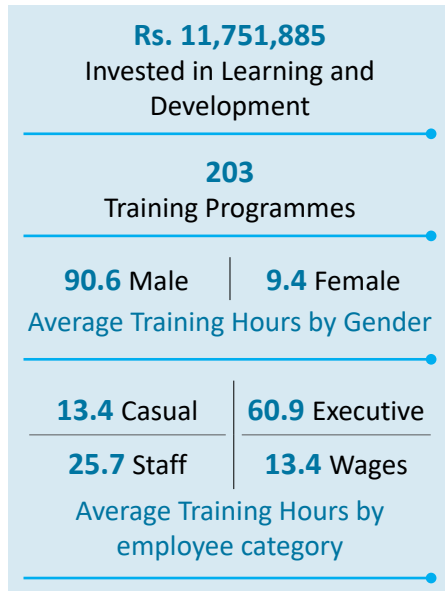 Rs. 11,751,885
Invested in Learning and
Development
203
Training Programmes
90.6 Male
9.4 Female
Average Training Hours by Gender
13.4 Casual
60.9 Executive
25.7 Staff
13.4 Wages
Average Training Hours by
employee category